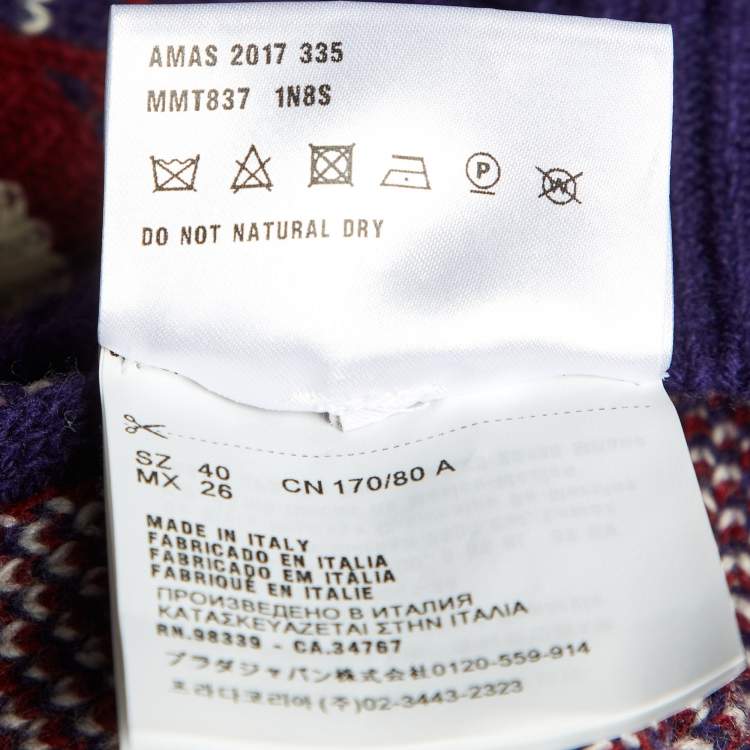 AMAS 2017 335
MMT837 1N8S
P
W
DO NOT NATURAL DRY
SZ 40 CN 170/80 A
MX 26
MADE IN ITALY
FABRICADO EN ITALIA
FABRICADO EM ITÁLIA
FABRIQUÉ EN ITALIE
ПРОИЗВЕДЕНО В ИТАЛИЯ
ΚΑΤΑΣΚΕΥΑΖΕΤΑΙ ΣΤΗΝ ΙΤΑΛΙΑ
RN.98339 - CA.34767
プラダジャパン株式会社0120-559-914
프라다코리아(주) 02-3443-2323